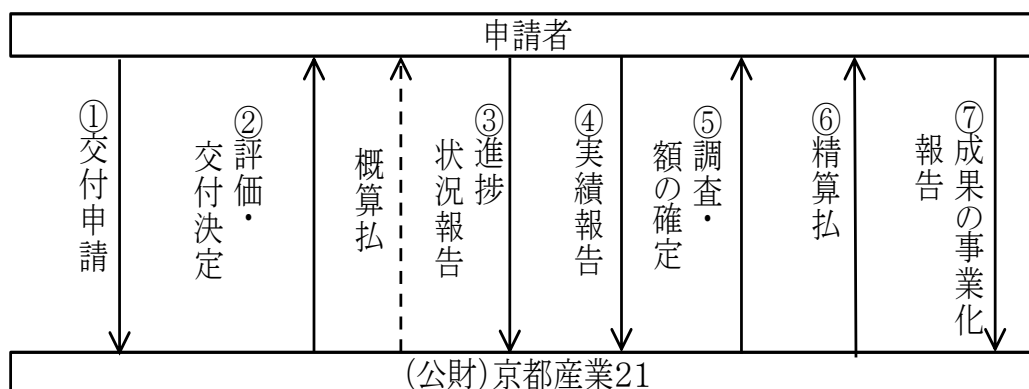 申請者
①交付申請
②評価・
交付決定
概算払
③進捗
状況報告
④実績報告
⑤調査・
額の確定
⑥精算払
⑦成果の事業化
報告
(公財)京都産業21